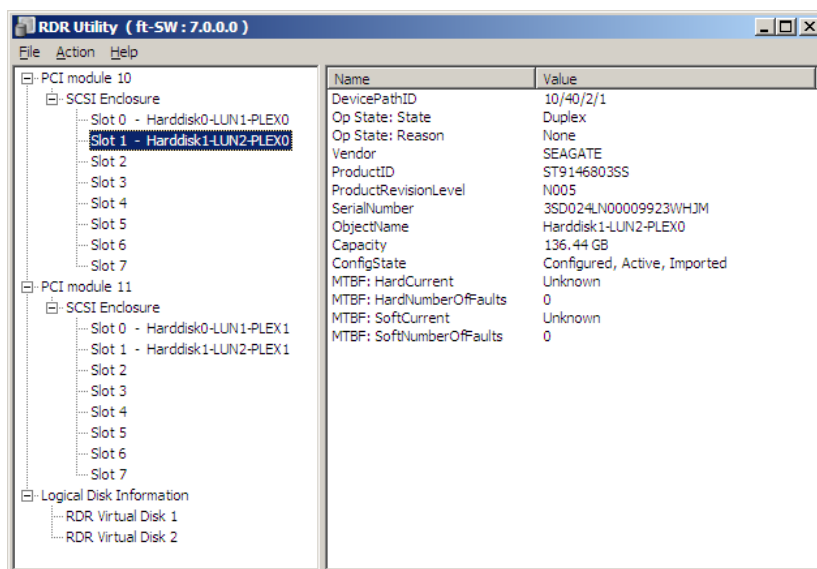 RDR Utility ( ft-SW : 7.0.0.0 )
File Action Help
PCI module 10
SCSI Enclosure
Slot 0 - Harddisk0-LUN1-PLEX0
Slot 1 - Harddisk1-LUN2-PLEX0
Slot 2
Slot 3
Slot 4
Slot 5
Slot 6
Slot 7
PCI module 11
SCSI Enclosure
Slot 0 - Harddisk0-LUN1-PLEX1
Slot 1 - Harddisk1-LUN2-PLEX1
Slot 2
Slot 3
Slot 4
Slot 5
Slot 6
Slot 7
Logical Disk Information
RDR Virtual Disk 1
RDR Virtual Disk 2
Name Value
DevicePathID 10/40/2/1
Op State: State Duplex
Op State: Reason None
Vendor SEAGATE
ProductID ST9146803SS
ProductRevisionLevel N005
SerialNumber 3SD024LN00009923WHJM
ObjectName Harddisk1-LUN2-PLEX0
Capacity 136.44 GB
ConfigState Configured, Active, Imported
MTBF: HardCurrent Unknown
MTBF: HardNumberOfFaults 0
MTBF: SoftCurrent Unknown
MTBF: SoftNumberOfFaults 0